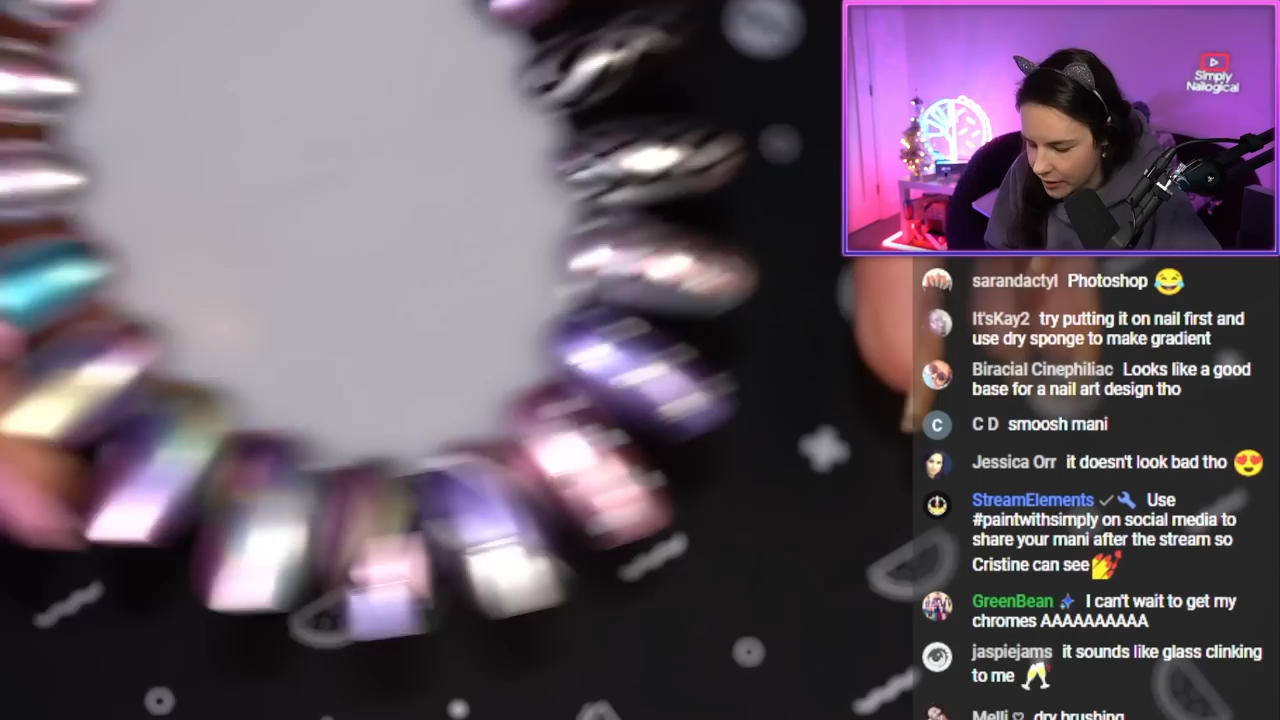 Simply
Nailogical
sarandactyl Photoshop 😂
It'sKay2 try putting it on nail first and
use dry sponge to make gradient
Biracial Cinephiliac Looks like a good
base for a nail art design tho
C
C D smoosh mani
Jessica Orr it doesn't look bad tho 😍
StreamElements Use
#paintwithsimply on social media to
share your mani after the stream so
Cristine can see 💅
GreenBean I can't wait to get my
chromes AAAAAAAAAA
jaspiejams it sounds like glass clinking
to me 🥂
Melli ♡ dry brushing